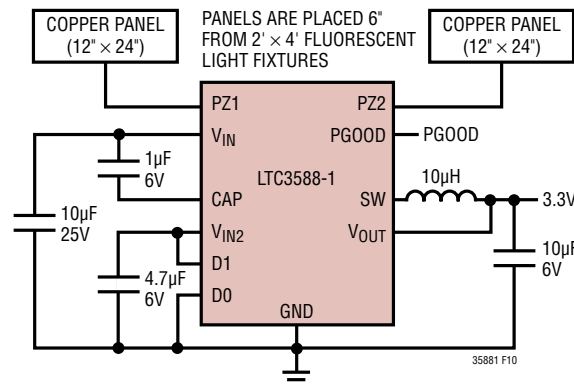 COPPER PANEL
(12" × 24")
PANELS ARE PLACED 6"
FROM 2' × 4' FLUORESCENT
LIGHT FIXTURES
COPPER PANEL
(12" × 24")
PZ1
PZ2
VIN
PGOOD
PGOOD
1µF
6V
LTC3588-1
10µH
CAP
SW
3.3V
10µF
25V
VIN2
VOUT
10µF
6V
4.7µF
6V
D1
D0
GND
35881 F10